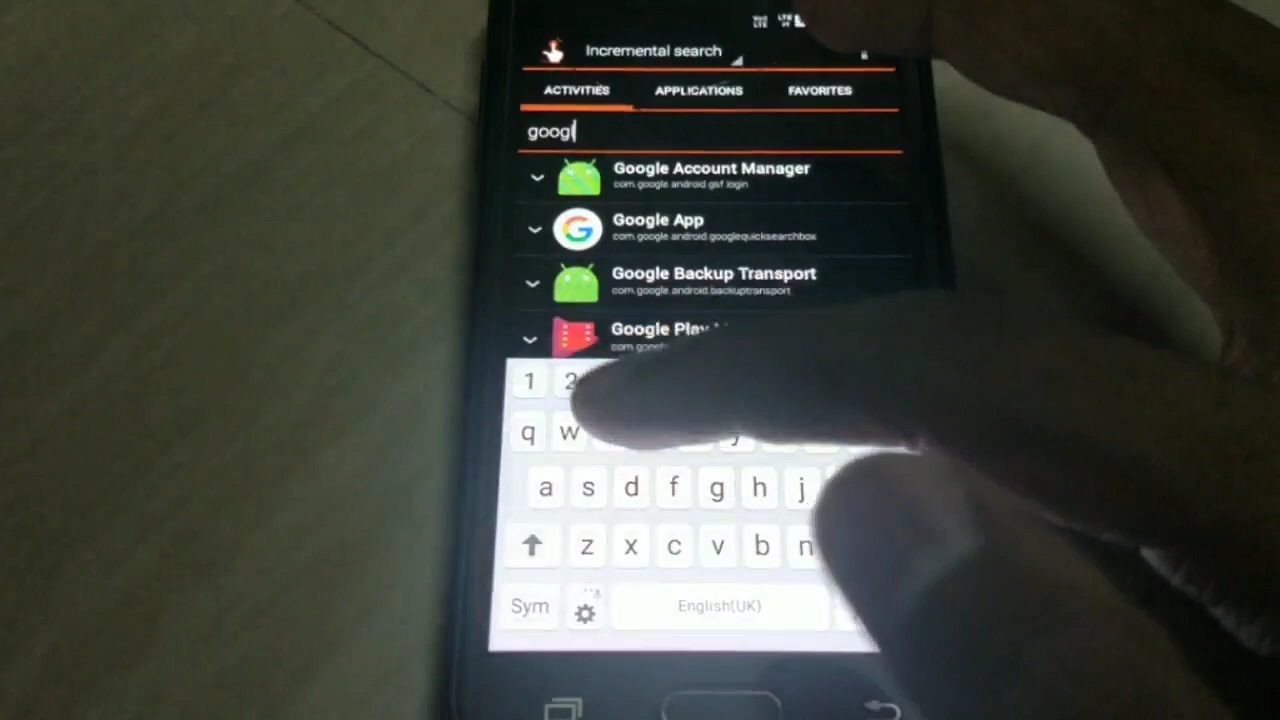 Incremental search
ACTIVITIES APPLICATIONS FAVORITES
googl
Google Account Manager
com.google.android.gsf.login
Google App
com.google.android.googlequicksearchbox
Google Backup Transport
com.google.android.backuptransport
Google Play
1 2
q w y
a s d f g h j
z x c v b n
Sym English(UK)